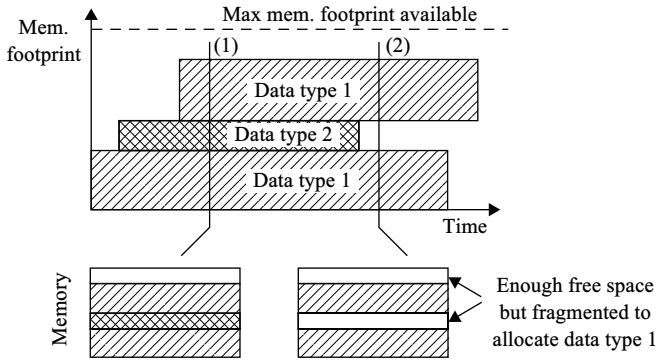 Mem.
footprint
Max mem. footprint available
(1)
(2)
Data type 1
Data type 2
Data type 1
Time
Memory
Enough free space
but fragmented to
allocate data type 1